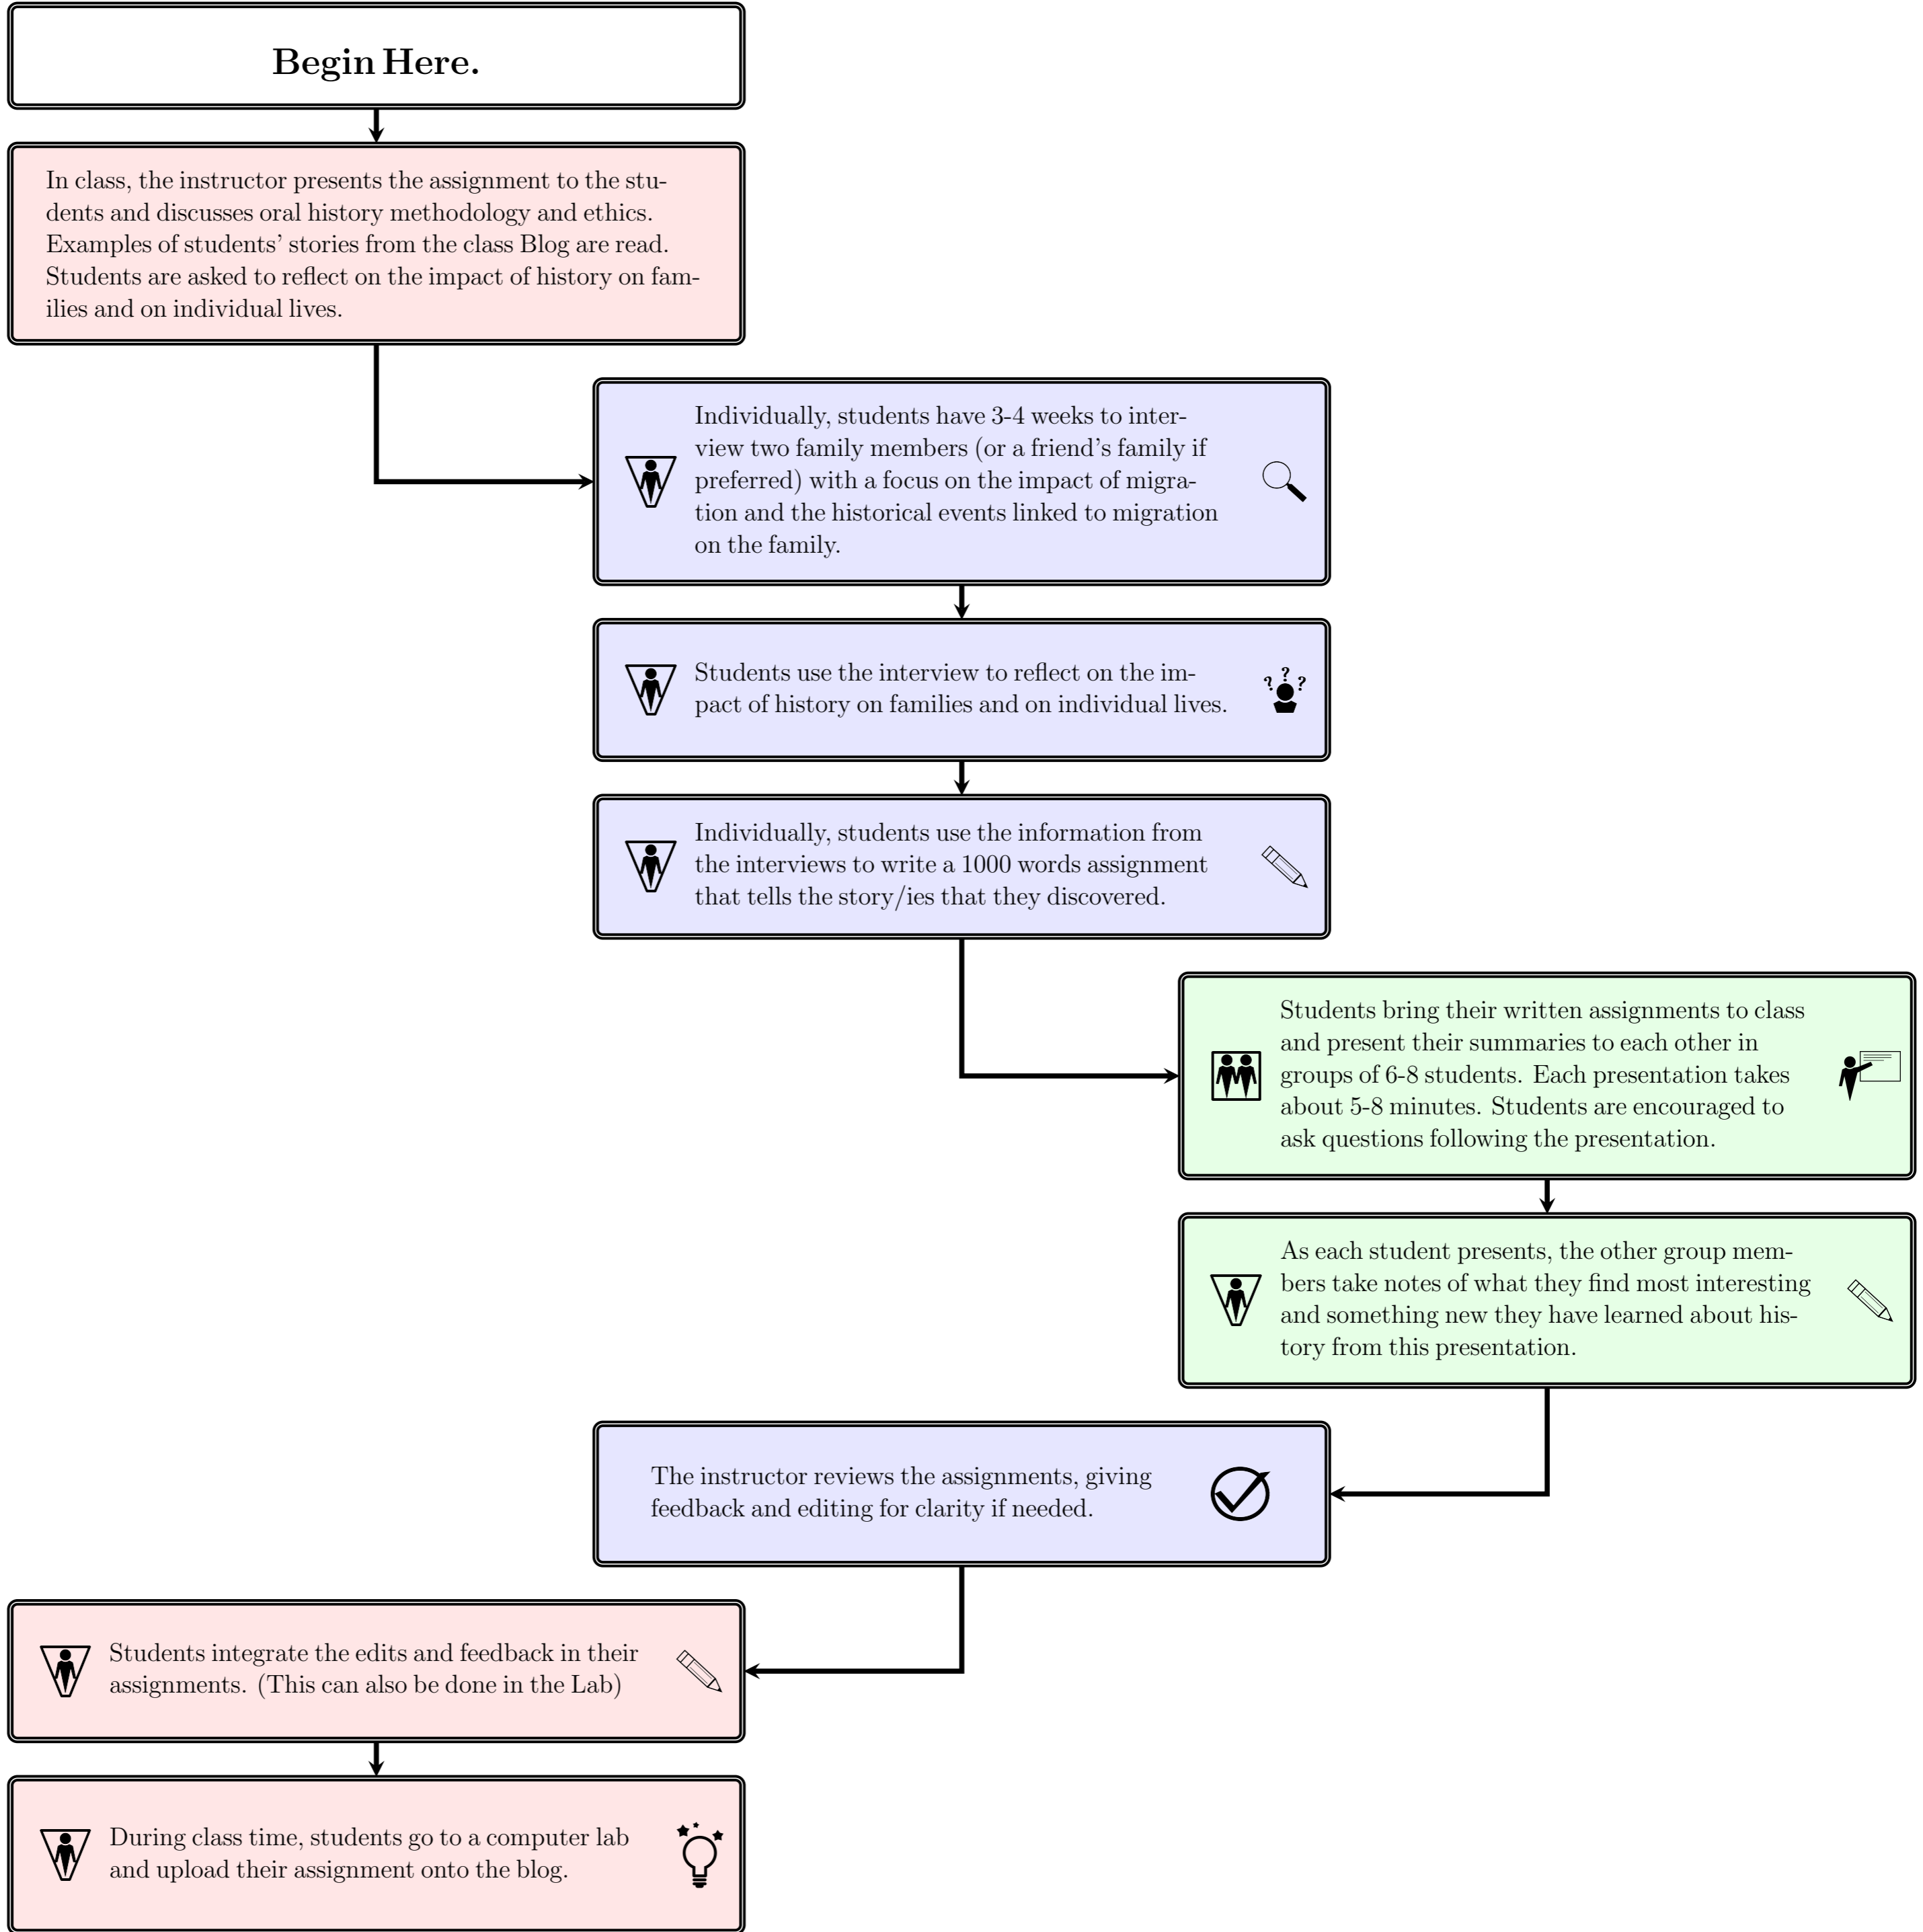 Begin Here.
In class, the instructor presents the assignment to the stu-
dents and discusses oral history methodology and ethics.
Examples of students' stories from the class Blog are read.
Students are asked to reflect on the impact of history on fam-
ilies and on individual lives.
Individually, students have 3-4 weeks to inter-
view two family members (or a friend's family if
preferred) with a focus on the impact of migra-
tion and the historical events linked to migration
on the family.
Students use the interview to reflect on the im-
pact of history on families and on individual lives.
? ? ?
Individually, students use the information from
the interviews to write a 1000 words assignment
that tells the story/ies that they discovered.
Students bring their written assignments to class
and present their summaries to each other in
groups of 6-8 students. Each presentation takes
about 5-8 minutes. Students are encouraged to
ask questions following the presentation.
As each student presents, the other group mem-
bers take notes of what they find most interesting
and something new they have learned about his-
tory from this presentation.
The instructor reviews the assignments, giving
feedback and editing for clarity if needed.
Students integrate the edits and feedback in their
assignments. (This can also be done in the Lab)
During class time, students go to a computer lab
and upload their assignment onto the blog.